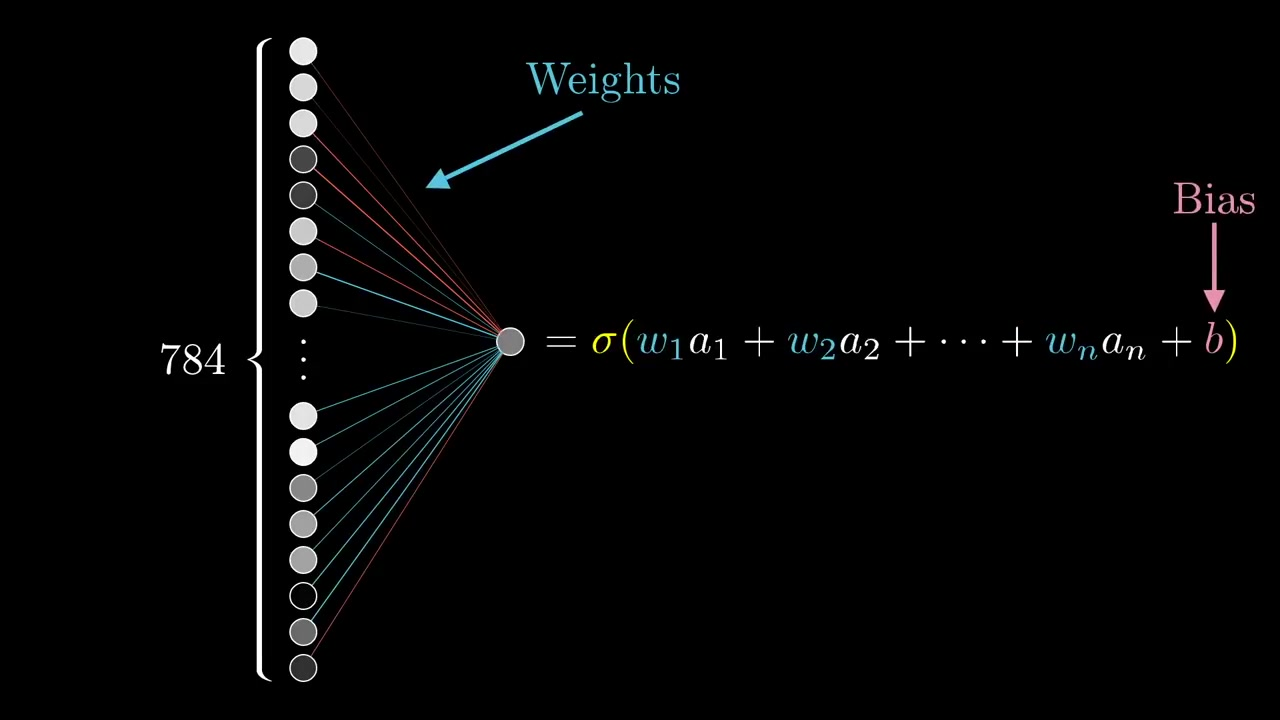 Weights
Bias
784
= σ(w₁a₁ + w₂a₂ + ⋯ + wₙaₙ + b)